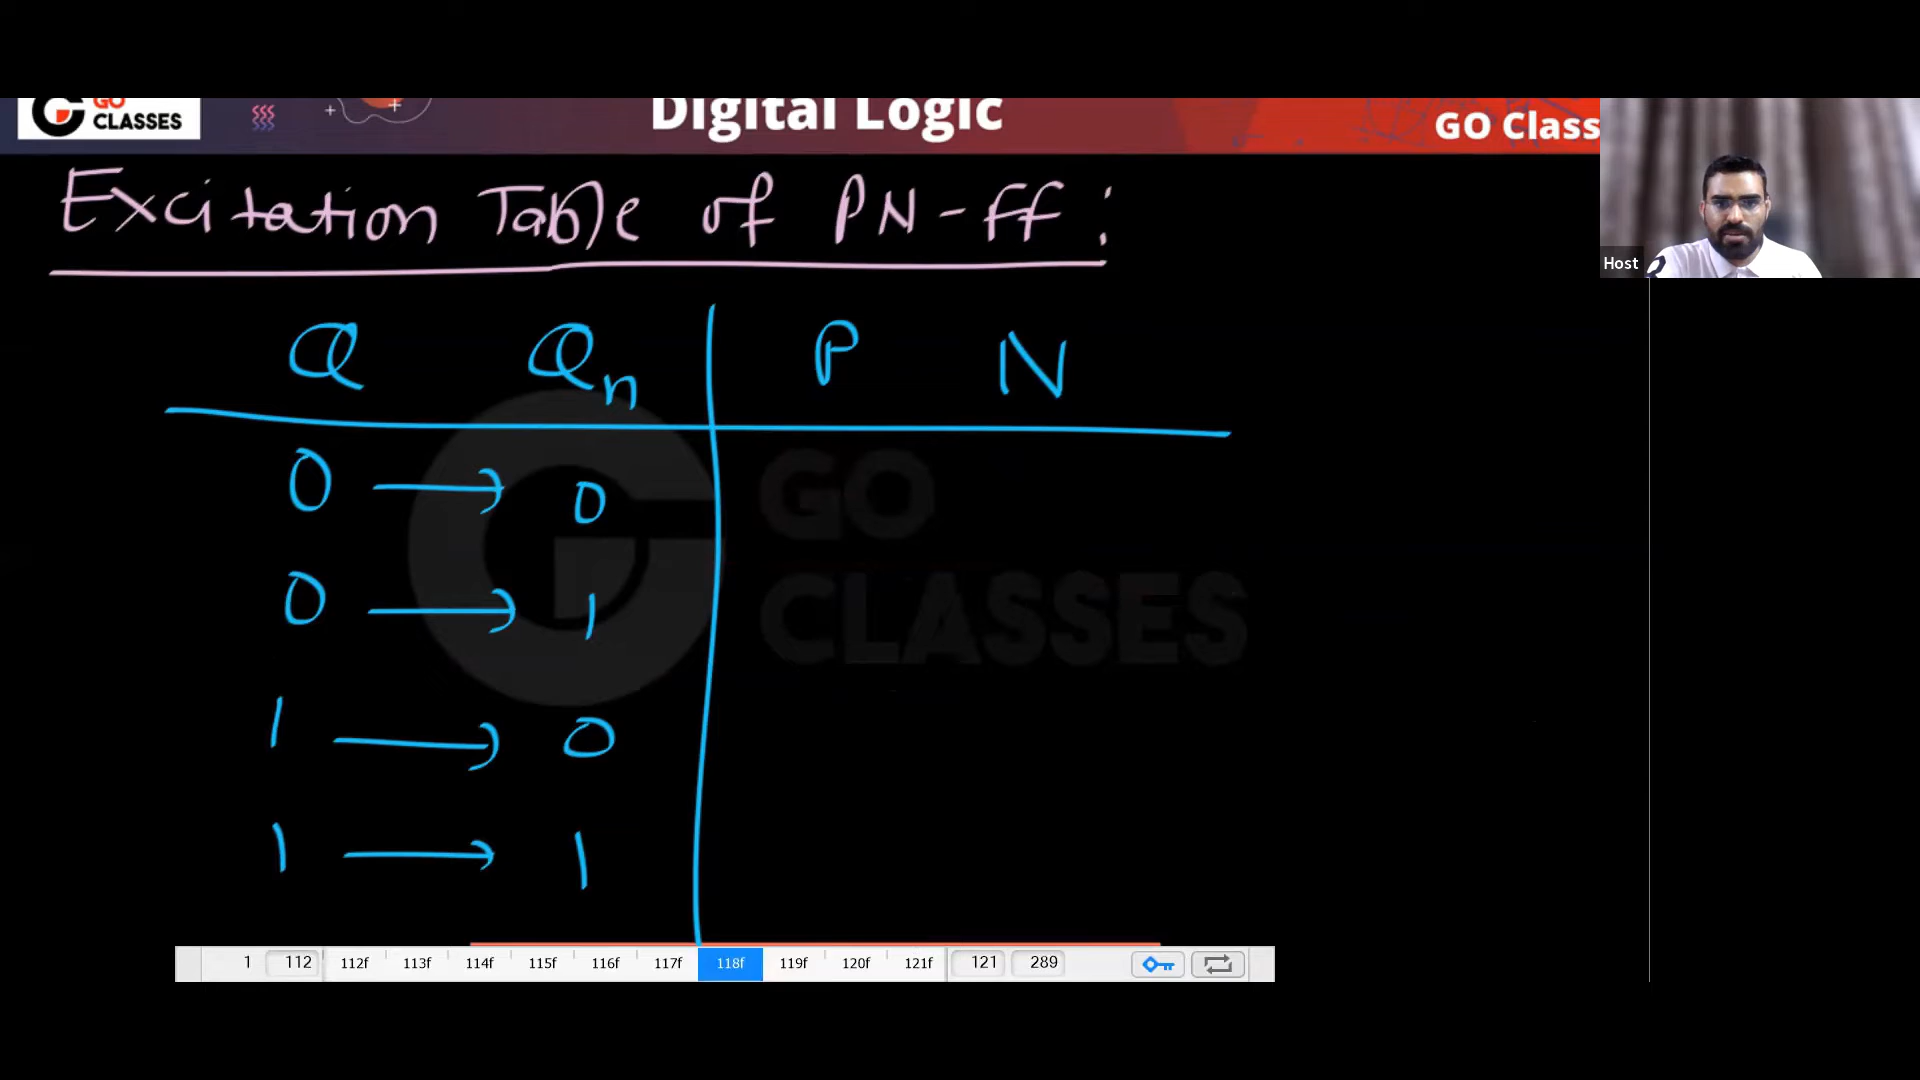 GO
CLASSES
Digital Logic
GO Class
Excitation Table of PN-ff:
Host
Q Qn P N
0 → 0
0 → 1
1 → 0
1 → 1
GO
CLASSES
1 112 112f 113f 114f 115f 116f 117f 118f 119f 120f 121f 121 289